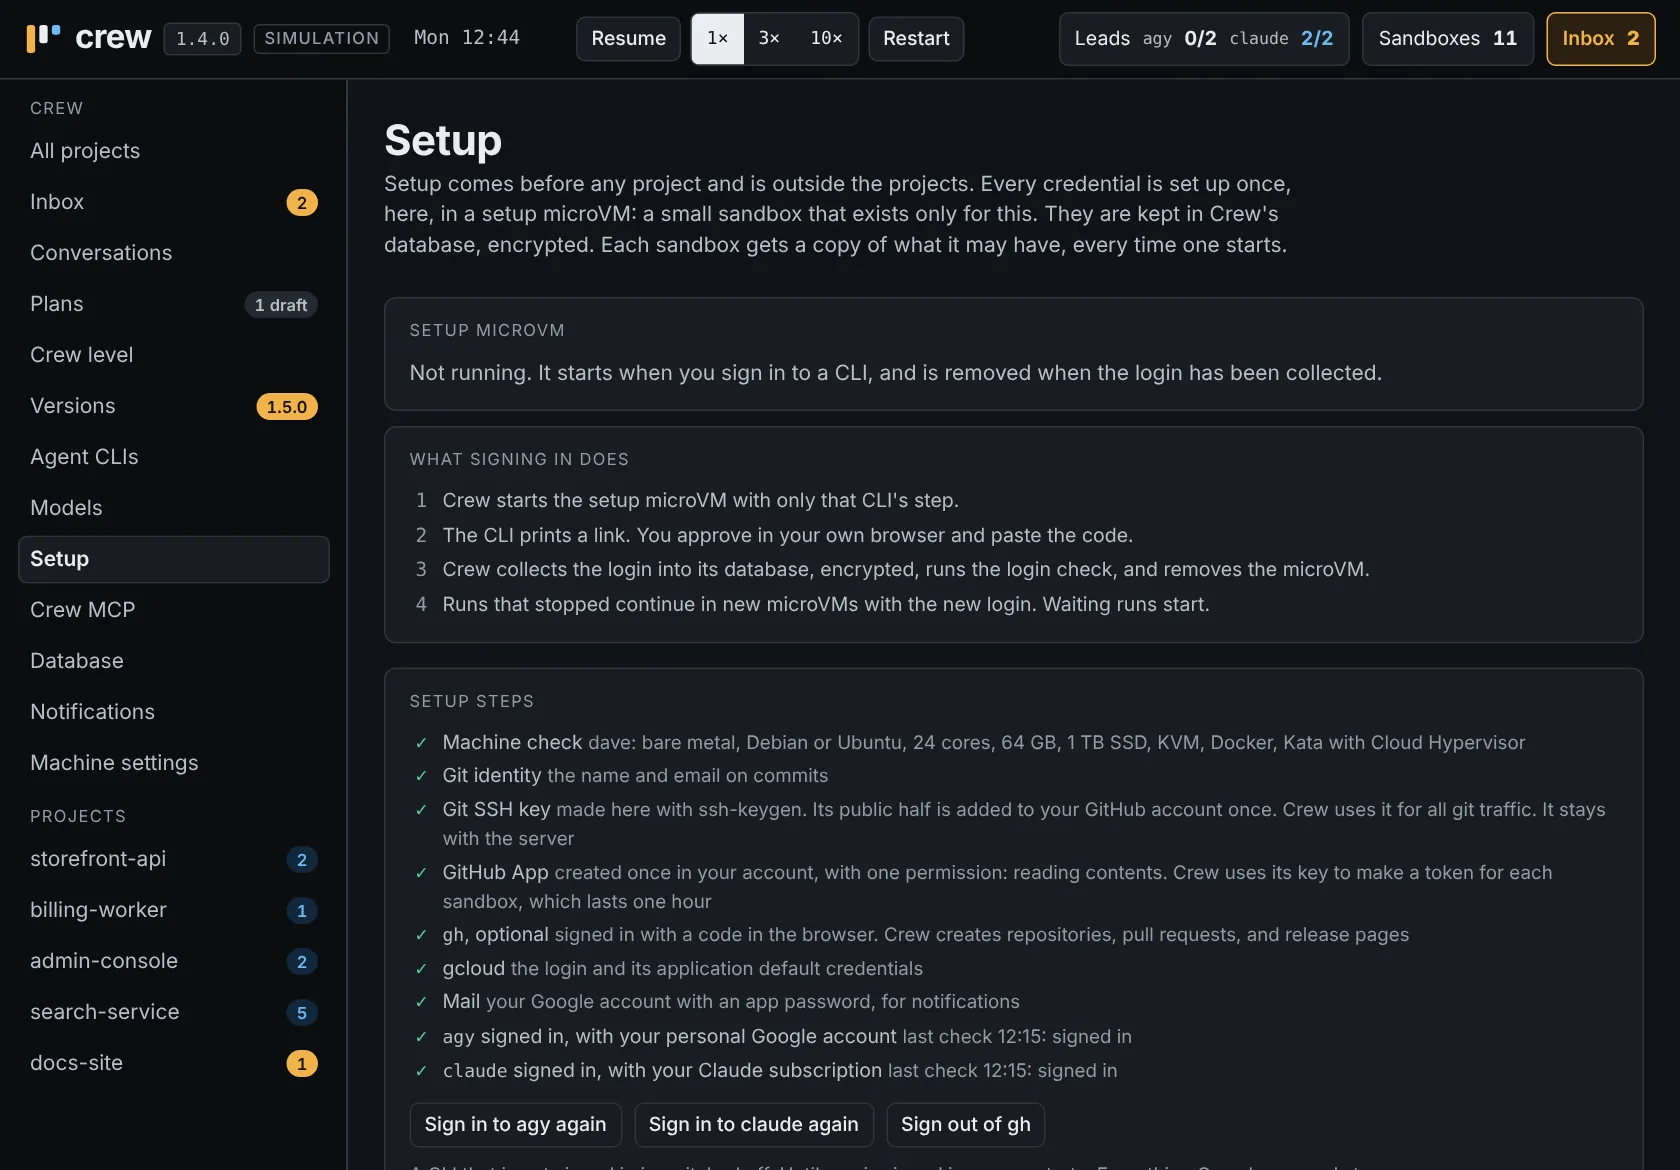 crew 1.4.0 SIMULATION Mon 12:44 Resume 1× 3× 10× Restart Leads agy 0/2 claude 2/2 Sandboxes 11 Inbox 2
CREW
All projects
Inbox 2
Conversations
Plans 1 draft
Crew level
Versions 1.5.0
Agent CLIs
Models
Setup
Crew MCP
Database
Notifications
Machine settings
PROJECTS
storefront-api 2
billing-worker 1
admin-console 2
search-service 5
docs-site 1
Setup
Setup comes before any project and is outside the projects. Every credential is set up once,
here, in a setup microVM: a small sandbox that exists only for this. They are kept in Crew's
database, encrypted. Each sandbox gets a copy of what it may have, every time one starts.
SETUP MICROVM
Not running. It starts when you sign in to a CLI, and is removed when the login has been collected.
WHAT SIGNING IN DOES
1 Crew starts the setup microVM with only that CLI's step.
2 The CLI prints a link. You approve in your own browser and paste the code.
3 Crew collects the login into its database, encrypted, runs the login check, and removes the microVM.
4 Runs that stopped continue in new microVMs with the new login. Waiting runs start.
SETUP STEPS
✓ Machine check dave: bare metal, Debian or Ubuntu, 24 cores, 64 GB, 1 TB SSD, KVM, Docker, Kata with Cloud Hypervisor
✓ Git identity the name and email on commits
✓ Git SSH key made here with ssh-keygen. Its public half is added to your GitHub account once. Crew uses it for all git traffic. It stays
with the server
✓ GitHub App created once in your account, with one permission: reading contents. Crew uses its key to make a token for each
sandbox, which lasts one hour
✓ gh, optional signed in with a code in the browser. Crew creates repositories, pull requests, and release pages
✓ gcloud the login and its application default credentials
✓ Mail your Google account with an app password, for notifications
✓ agy signed in, with your personal Google account last check 12:15: signed in
✓ claude signed in, with your Claude subscription last check 12:15: signed in
Sign in to agy again Sign in to claude again Sign out of gh